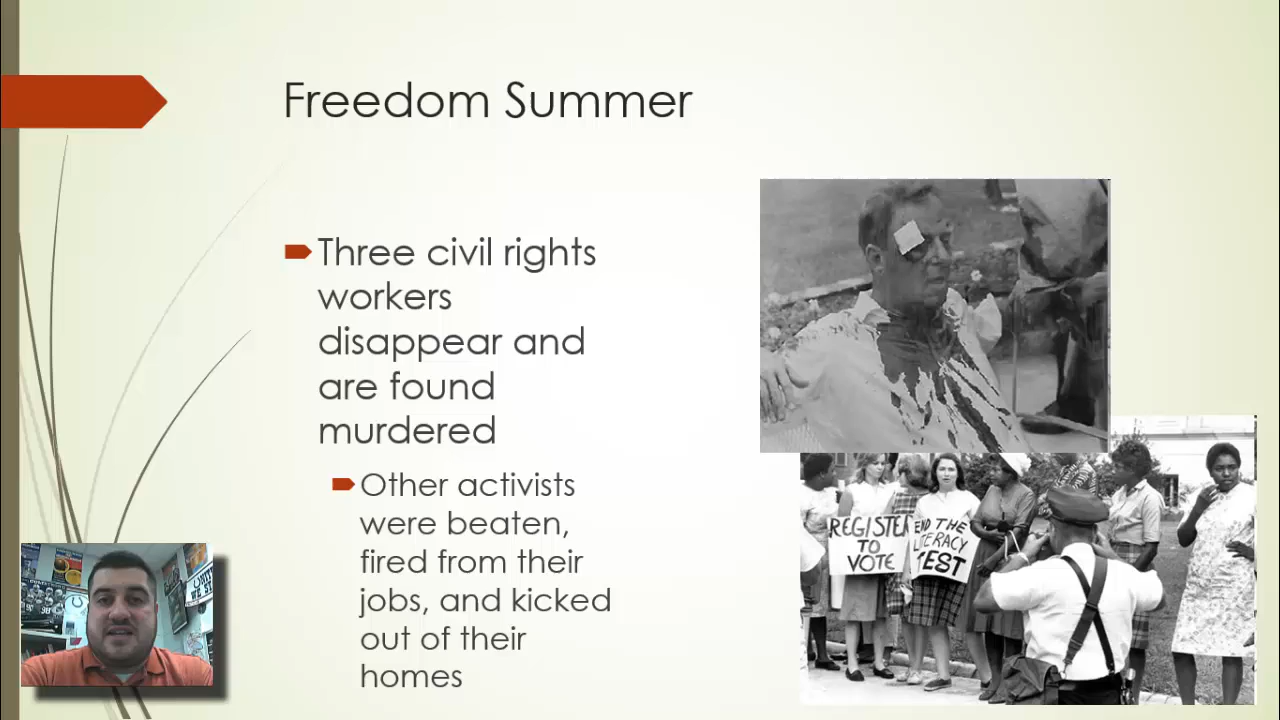 Freedom Summer
Three civil rights
workers
disappear and
are found
murdered
Other activists
were beaten,
fired from their
jobs, and kicked
out of their
homes
REGISTER
TO
VOTE
END THE
LITERACY
TEST